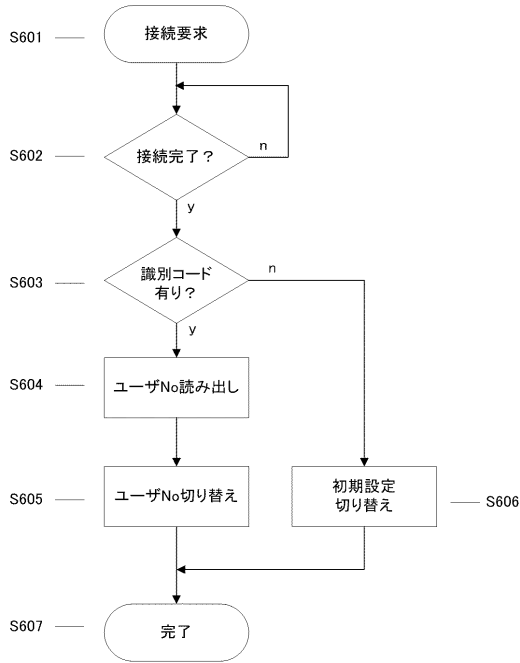 S601
接続要求
S602
接続完了？
n
y
S603
識別コード
有り？
n
y
S604
ユーザNo読み出し
S605
ユーザNo切り替え
初期設定
切り替え
S606
S607
完了